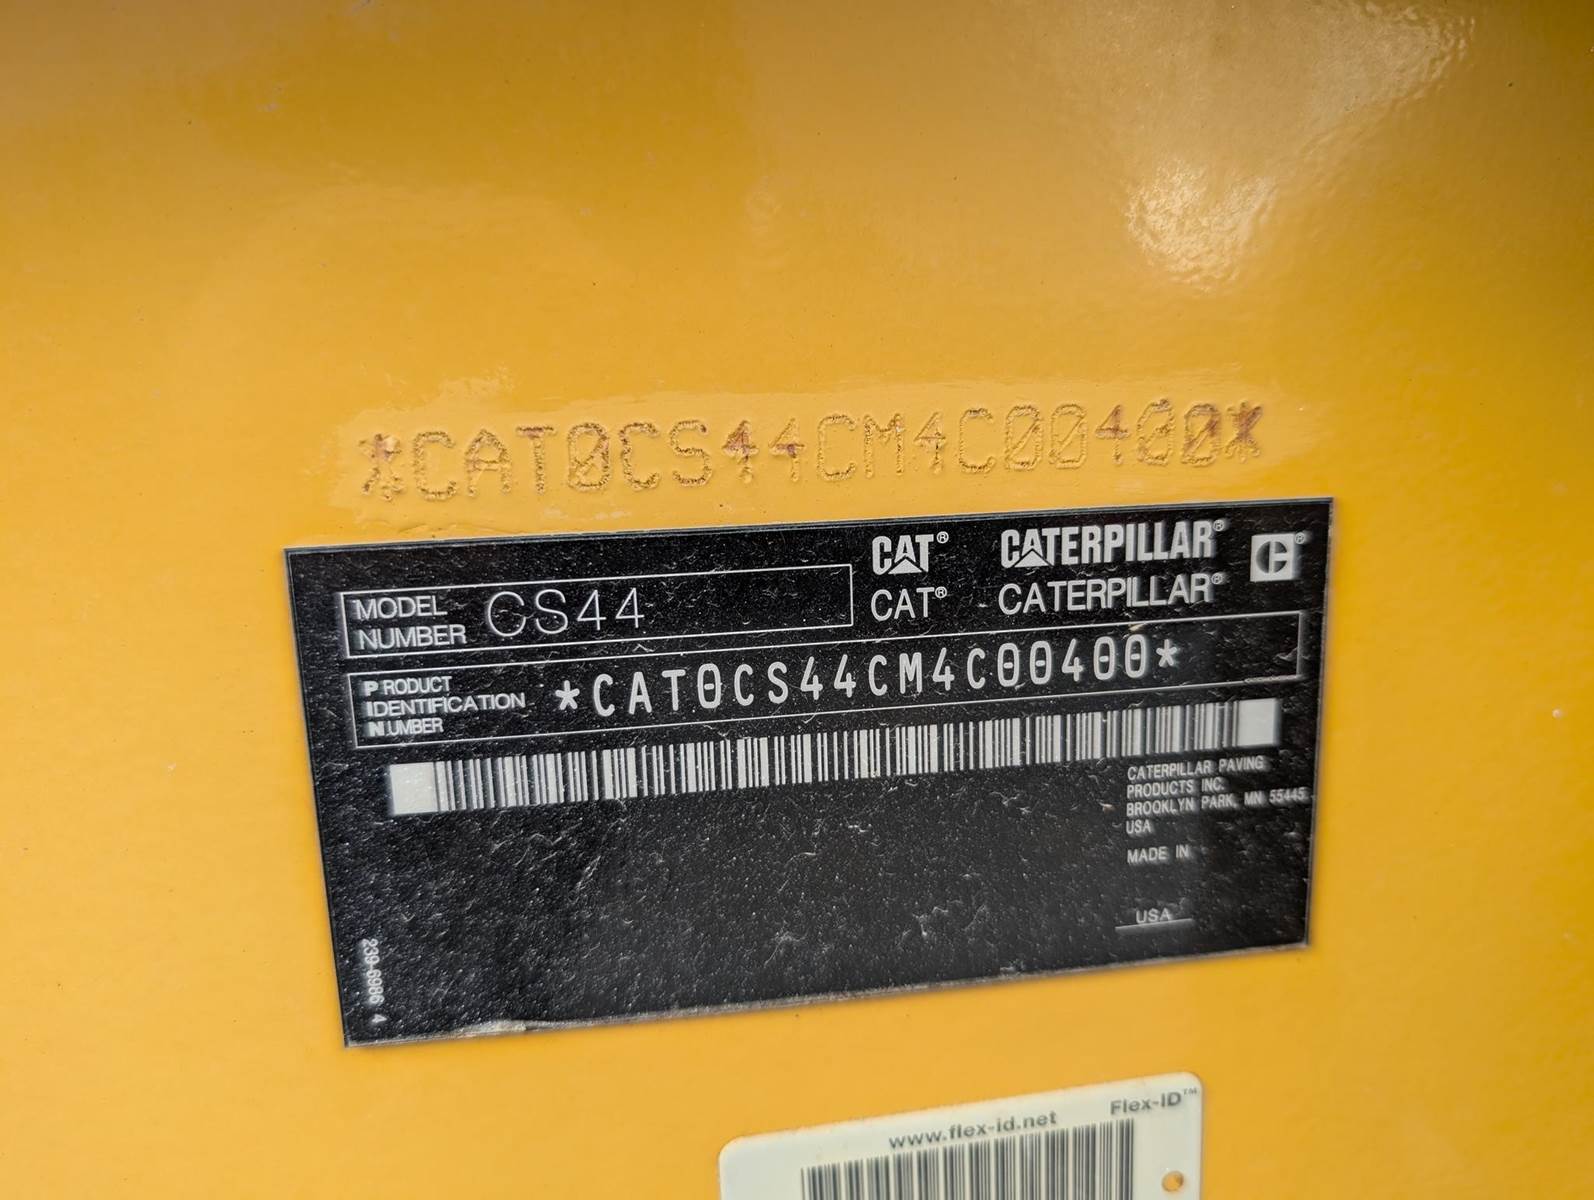 *CAT0CS44CM4C00400*
CAT® CATERPILLAR®
CAT® CATERPILLAR®
MODEL NUMBER CS44
PRODUCT IDENTIFICATION NUMBER *CAT0CS44CM4C00400*
CATERPILLAR PAVING
PRODUCTS INC.
BROOKLYN PARK, MN 55445
USA
MADE IN
USA
239-6986 4
www.flex-id.net Flex-ID™